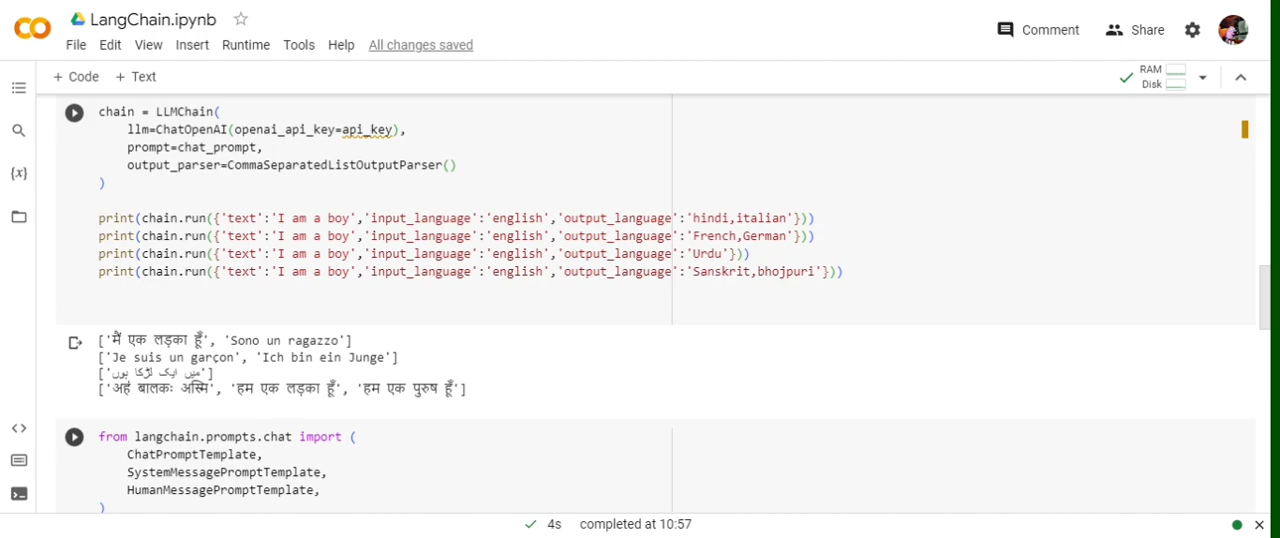 LangChain.ipynb
Comment
Share
File Edit View Insert Runtime Tools Help All changes saved
+ Code + Text
RAM
Disk
chain = LLMChain(
llm=ChatOpenAI(openai_api_key=api_key),
prompt=chat_prompt,
output_parser=CommaSeparatedListOutputParser()
)
print(chain.run({'text':'I am a boy','input_language':'english','output_language':'hindi,italian'}))
print(chain.run({'text':'I am a boy','input_language':'english','output_language':'French,German'}))
print(chain.run({'text':'I am a boy','input_language':'english','output_language':'Urdu'}))
print(chain.run({'text':'I am a boy','input_language':'english','output_language':'Sanskrit,bhojpuri'}))
['मैं एक लड़का हूँ', 'Sono un ragazzo']
['Je suis un garçon', 'Ich bin ein Junge']
['میں ایک لڑکا ہوں']
['अहं बालकः अस्मि', 'हम एक लड़का हूँ', 'हम एक पुरुष हूँ']
from langchain.prompts.chat import (
ChatPromptTemplate,
SystemMessagePromptTemplate,
HumanMessagePromptTemplate,
)
{x}
<>
4s completed at 10:57